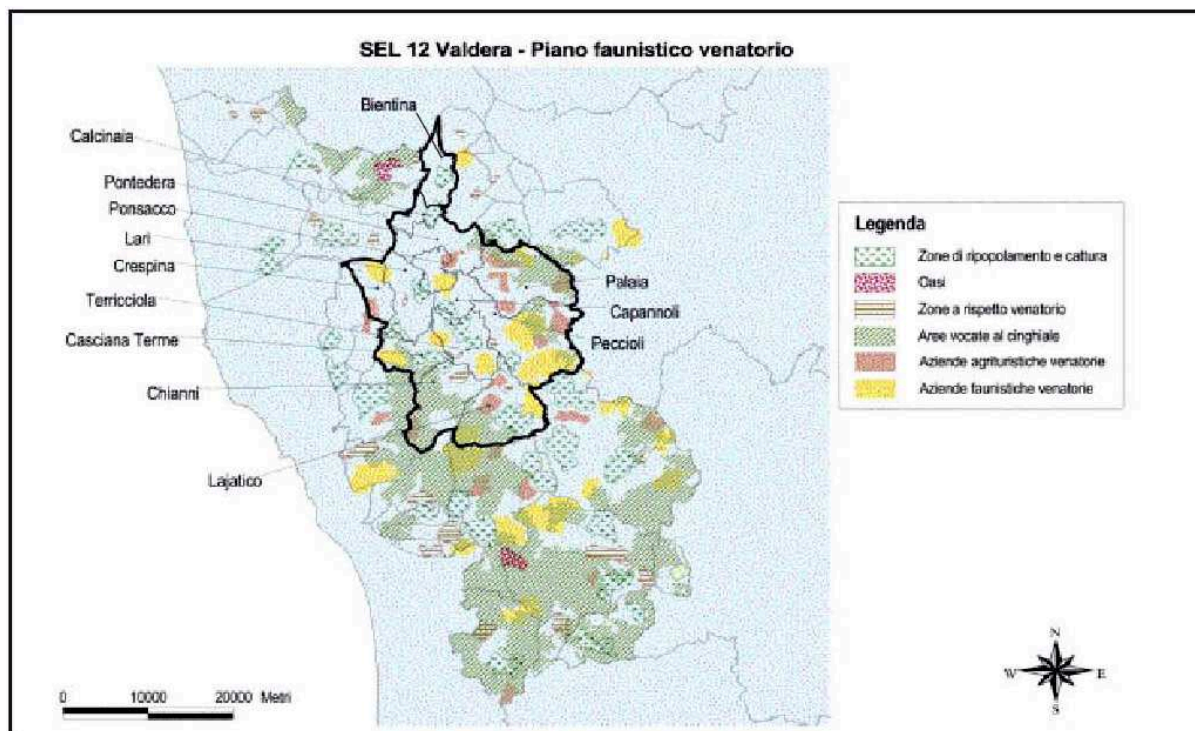 SEL 12 Valdera - Piano faunistico venatorio
Bientina
Calcinaia
Pontedera
Ponsacco
Lari
Crespina
Terricciola
Casciana Terme
Chianni
Lajatico
Palaia
Capannoli
Peccioli
Legenda
Zone di ripopolamento e cattura
Oasi
Zone a rispetto venatorio
Aree vocate al cinghiale
Aziende agrituristiche venatorie
Aziende faunistiche venatorie
0 10000 20000 Metri
N
W E
S